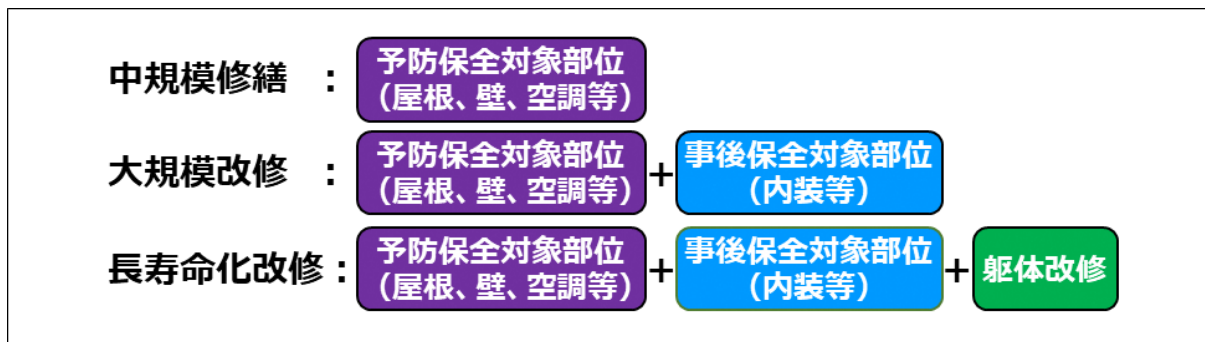 中規模修繕 : 予防保全対象部位
（屋根、壁、空調等）
大規模改修 : 予防保全対象部位
（屋根、壁、空調等） + 事後保全対象部位
（内装等）
長寿命化改修 : 予防保全対象部位
（屋根、壁、空調等） + 事後保全対象部位
（内装等） + 躯体改修